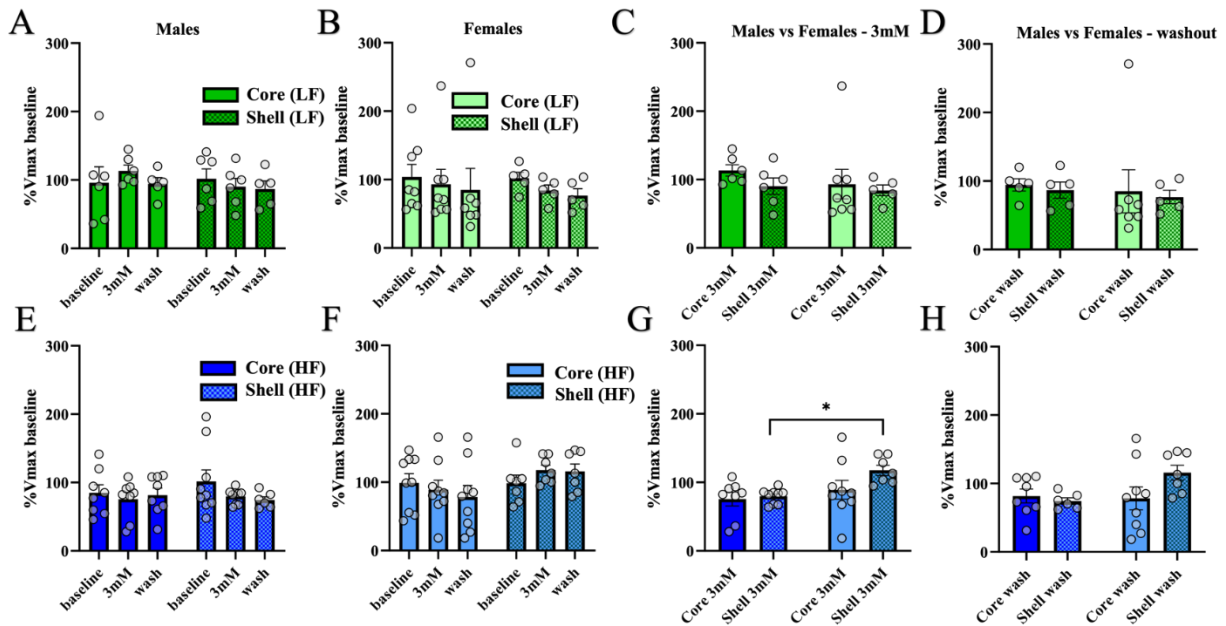 A
Males
%Vmax baseline
200
150
100
50
0
Core (LF)
Shell (LF)
baseline
3mM
wash
baseline
3mM
wash
B
Females
%Vmax baseline
300
200
100
0
Core (LF)
Shell (LF)
baseline
3mM
wash
baseline
3mM
wash
C
Males vs Females - 3mM
%Vmax baseline
300
200
100
0
Core 3mM
Shell 3mM
Core 3mM
Shell 3mM
D
Males vs Females - washout
%Vmax baseline
300
200
100
0
Core wash
Shell wash
Core wash
Shell wash
E
%Vmax baseline
300
200
100
0
Core (HF)
Shell (HF)
baseline
3mM
wash
baseline
3mM
wash
F
%Vmax baseline
300
200
100
0
Core (HF)
Shell (HF)
baseline
3mM
wash
baseline
3mM
wash
G
%Vmax baseline
300
200
100
0
*
Core 3mM
Shell 3mM
Core 3mM
Shell 3mM
H
%Vmax baseline
300
200
100
0
Core wash
Shell wash
Core wash
Shell wash